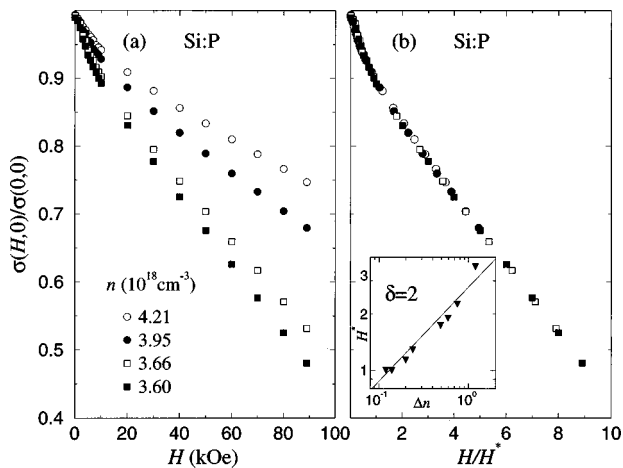 (a) Si:P
(b) Si:P
σ(H,0)/σ(0,0)
0.9
0.8
0.7
0.6
0.5
0.4
n (10¹⁸cm⁻³)
○ 4.21
● 3.95
□ 3.66
■ 3.60
0 20 40 60 80 100
H (kOe)
δ=2
H*
3
2
1
10⁻¹ 10⁰
Δn
2 4 6 8 10
H/H*